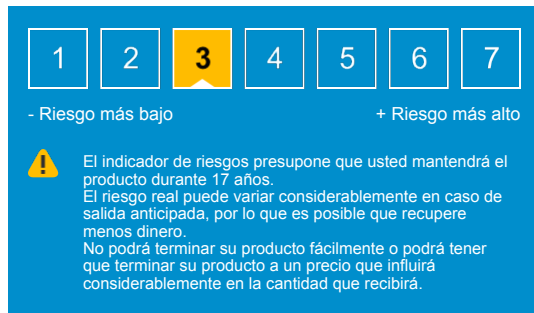 1 2 3 4 5 6 7
- Riesgo más bajo + Riesgo más alto
!
El indicador de riesgos presupone que usted mantendrá el
producto durante 17 años.
El riesgo real puede variar considerablemente en caso de
salida anticipada, por lo que es posible que recupere
menos dinero.
No podrá terminar su producto fácilmente o podrá tener
que terminar su producto a un precio que influirá
considerablemente en la cantidad que recibirá.